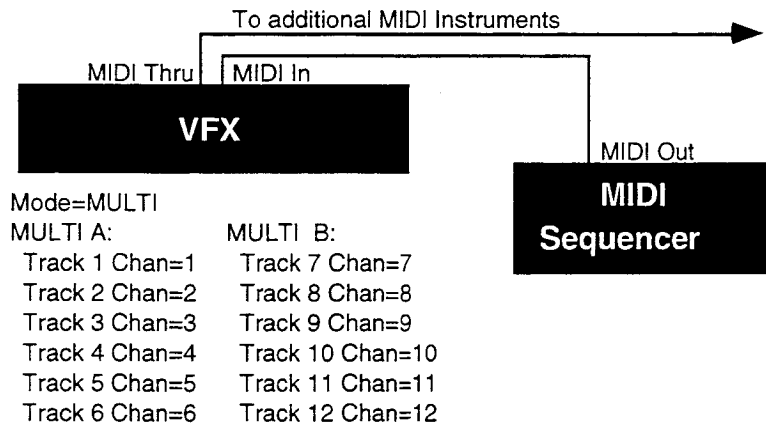 To additional MIDI Instruments
MIDI Thru
MIDI In
VFX
MIDI Out
MIDI
Sequencer
Mode=MULTI
MULTI A:
Track 1 Chan=1
Track 2 Chan=2
Track 3 Chan=3
Track 4 Chan=4
Track 5 Chan=5
Track 6 Chan=6
MULTI B:
Track 7 Chan=7
Track 8 Chan=8
Track 9 Chan=9
Track 10 Chan=10
Track 11 Chan=11
Track 12 Chan=12